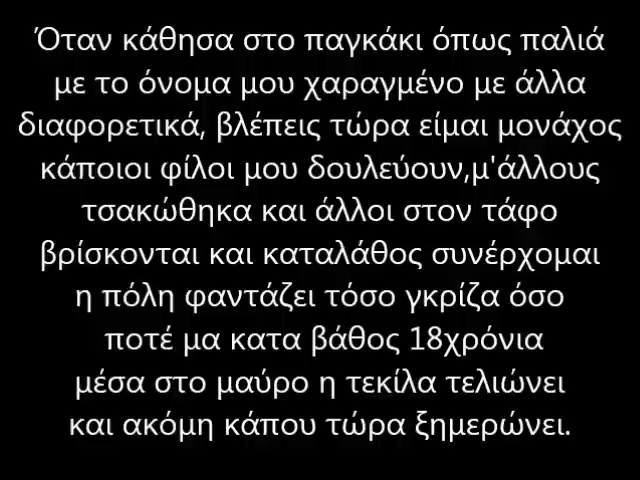 Όταν κάθησα στο παγκάκι όπως παλιά
με το όνομα μου χαραγμένο με άλλα
διαφορετικά, βλέπεις τώρα είμαι μονάχος
κάποιοι φίλοι μου δουλεύουν,μ'άλλους
τσακώθηκα και άλλοι στον τάφο
βρίσκονται και καταλάθος συνέρχομαι
η πόλη φαντάζει τόσο γκρίζα όσο
ποτέ μα κατα βάθος 18χρόνια
μέσα στο μαύρο η τεκίλα τελιώνει
και ακόμη κάπου τώρα ξημερώνει.